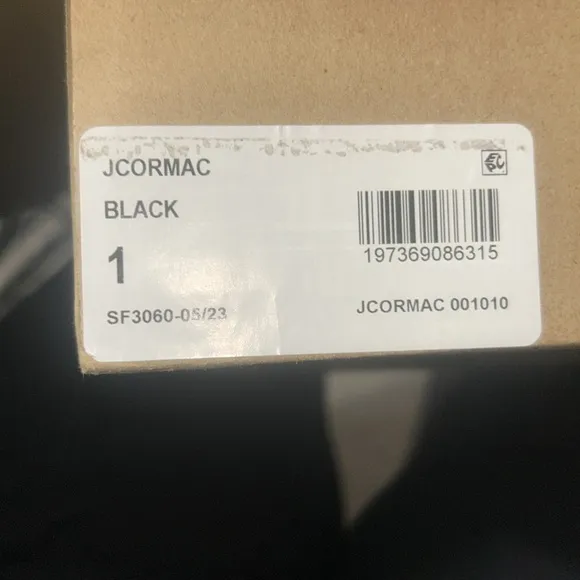 JCORMAC
BLACK
1
197369086315
SF3060-05/23
JCORMAC 001010